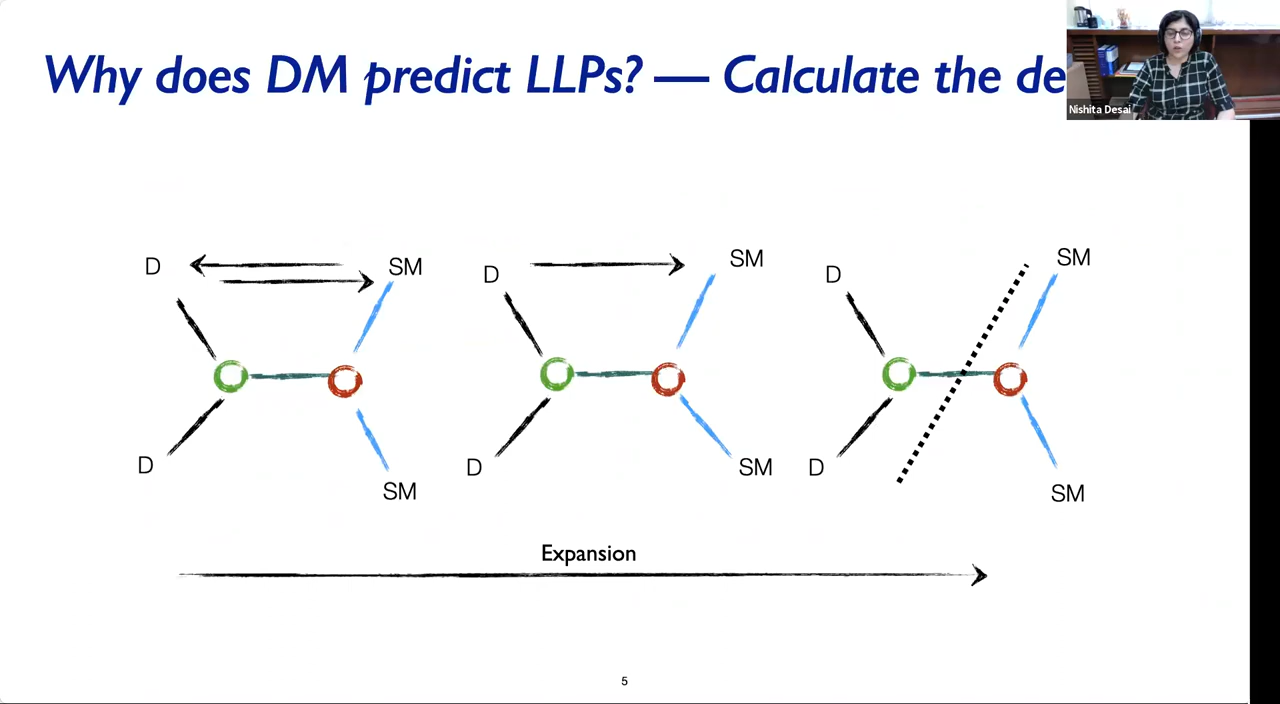 Why does DM predict LLPs? — Calculate the de
Nishita Desai
D
SM
D
SM
D
SM
D
SM
D
SM
D
SM
Expansion
5